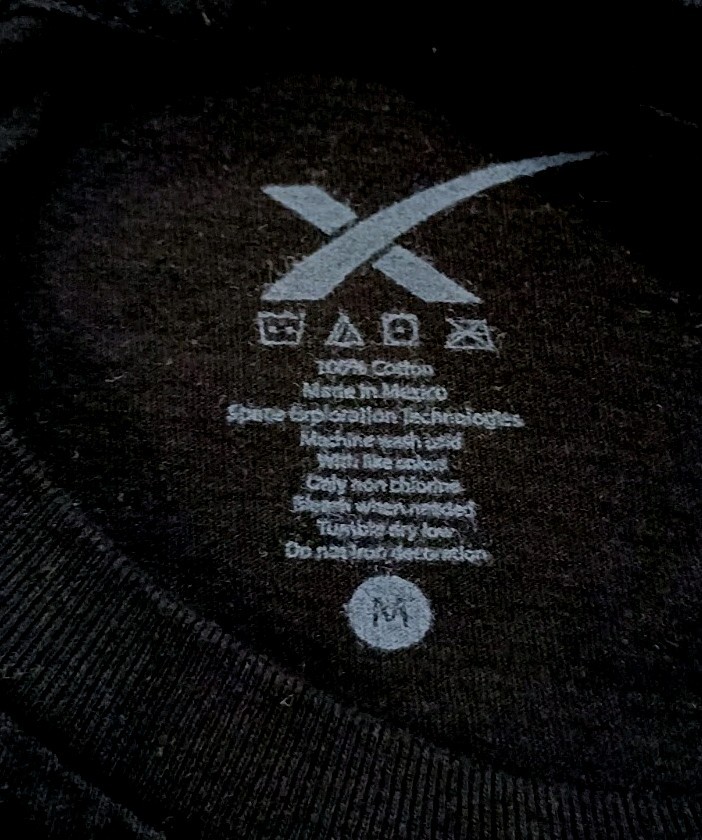 100% Cotton
Made In Mexico
Space Exploration Technologies
Machine wash cold
With like colors
Only non chlorine
Bleach when needed
Tumble dry low
Do not iron decoration
M